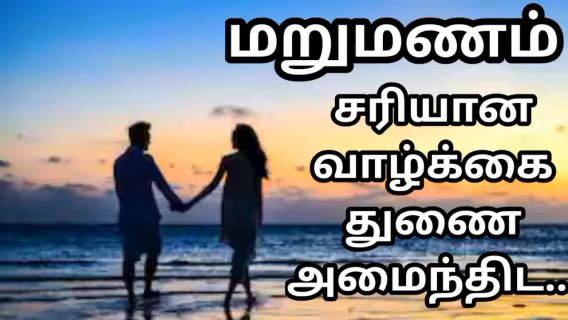 மறுமணம்
சரியான
வாழ்க்கை
துணை
அமைந்திட..